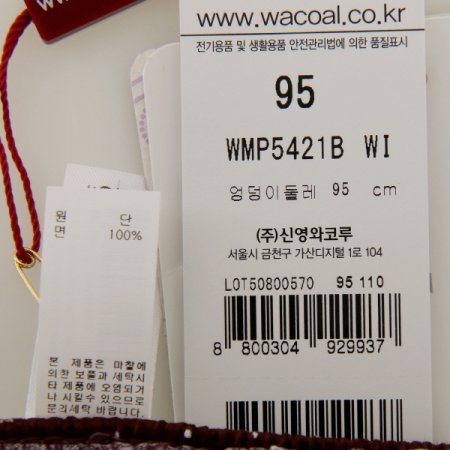 www.
www.wacoal.co.kr
전기용품 및 생활용품 안전관리법에 의한 품질표시
95
WMP5421B WI
엉덩이둘레 95 cm
(주)신영와코루
서울시 금천구 가산디지털 1로 104
LOT50800570 95 110
8 800304 929937
원 단
면 100%
본 제품은 마찰에
의한 보풀과 세탁시
타 제품에 오염되거
나 시킬수 있으므로
분리세탁 바랍니다.